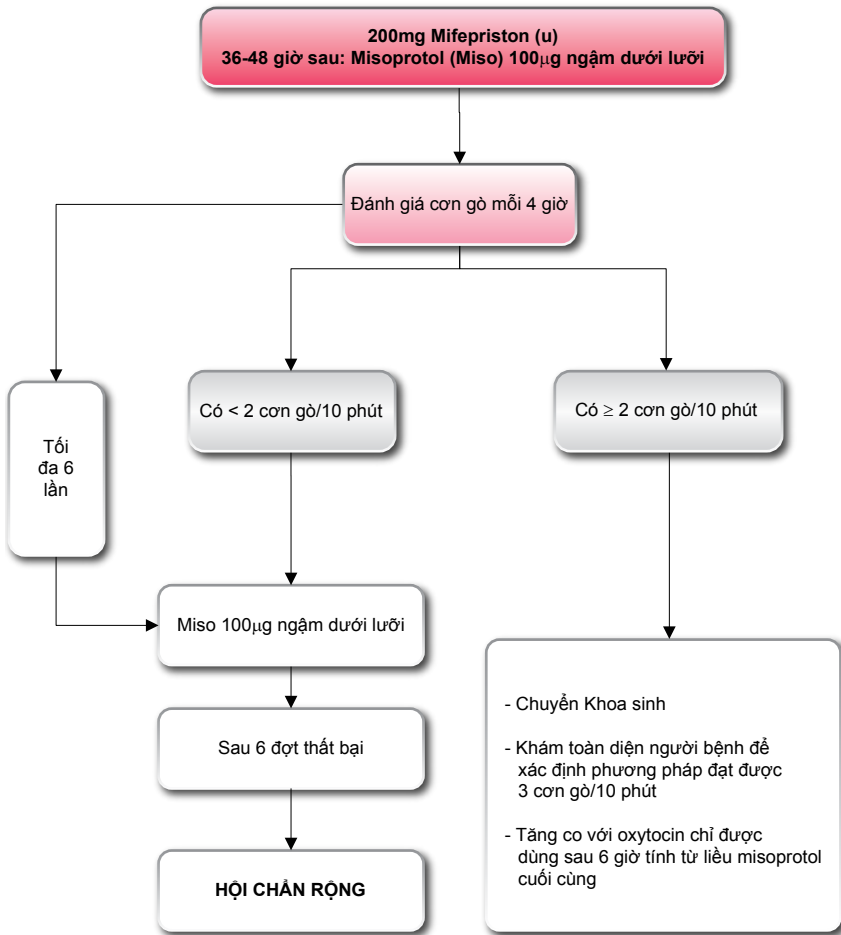 200mg Mifepriston (u)
36-48 giờ sau: Misoprotol (Miso) 100µg ngậm dưới lưỡi
Đánh giá cơn gò mỗi 4 giờ
Tối
đa 6
lần
Có < 2 cơn gò/10 phút
Có ≥ 2 cơn gò/10 phút
Miso 100µg ngậm dưới lưỡi
Sau 6 đợt thất bại
HỘI CHẨN RỘNG
- Chuyển Khoa sinh
- Khám toàn diện người bệnh để
xác định phương pháp đạt được
3 cơn gò/10 phút
- Tăng co với oxytocin chỉ được
dùng sau 6 giờ tính từ liều misoprotol
cuối cùng